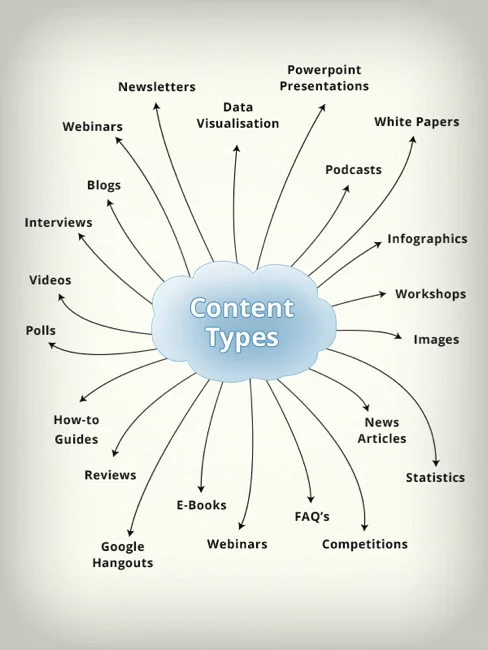 Powerpoint
Presentations
Newsletters
Data
Visualisation
White Papers
Webinars
Podcasts
Blogs
Interviews
Infographics
Videos
Workshops
Content
Types
Polls
Images
How-to
Guides
News
Articles
Reviews
Statistics
E-Books
FAQ's
Google
Hangouts
Webinars
Competitions